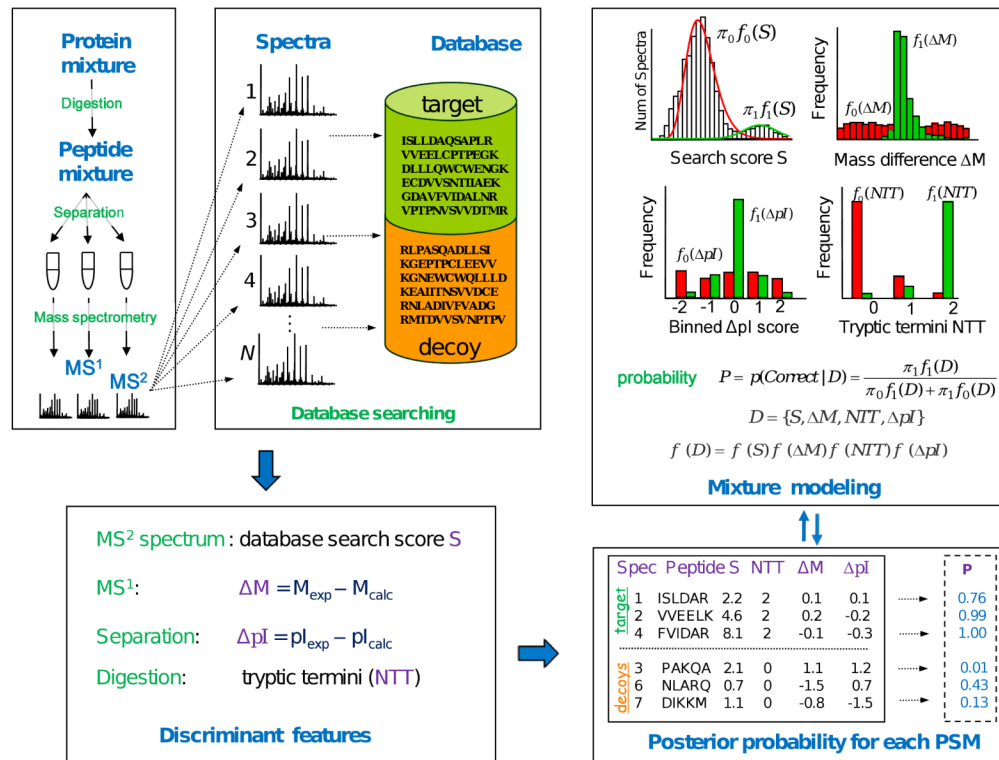 Protein
mixture
Digestion
Peptide
mixture
Separation
Mass spectrometry
MS¹
MS²
Spectra
Database
1
2
3
4
N
target
ISLLDAQSAPLR
VVEELCPTPEGK
DLLLQWCWENGK
ECDVVSNTIIAEK
GDAVFVIDALNR
VPTPNVSVVDTMR
RLPASQADLLSI
KGEPTPCLEEVV
KGNEWCWQLLLD
KEAIITNSVVDCE
RNLADIVFVADG
RMTDVVSVNPTPV
decoy
Database searching
Num of Spectra
π₀f₀(S)
π₁f₁(S)
Search score S
Frequency
f₁(ΔM)
f₀(ΔM)
Mass difference ΔM
Frequency
f₁(ΔpI)
f₀(ΔpI)
-2 -1 0 1 2
Binned ΔpI score
Frequency
f₀(NTT)
f₁(NTT)
0 1 2
Tryptic termini NTT
probability P = p(Correct | D) = π₁f₁(D) / π₀f₁(D) + π₁f₀(D)
D = {S, ΔM, NTT, ΔpI}
f (D) = f (S) f (ΔM) f (NTT) f (ΔpI)
Mixture modeling
MS² spectrum : database search score S
MS¹: ΔM = Mexp – Mcalc
Separation: ΔpI = pIexp – pIcalc
Digestion: tryptic termini (NTT)
Discriminant features
Spec Peptide S NTT ΔM ΔpI P
target
1 ISLDAR 2.2 2 0.1 0.1 0.76
2 VVEELK 4.6 2 0.2 -0.2 0.99
4 FVIDAR 8.1 2 -0.1 -0.3 1.00
decoys
3 PAKQA 2.1 0 1.1 1.2 0.01
6 NLARQ 0.7 0 -1.5 0.7 0.43
7 DIKKM 1.1 0 -0.8 -1.5 0.13
Posterior probability for each PSM